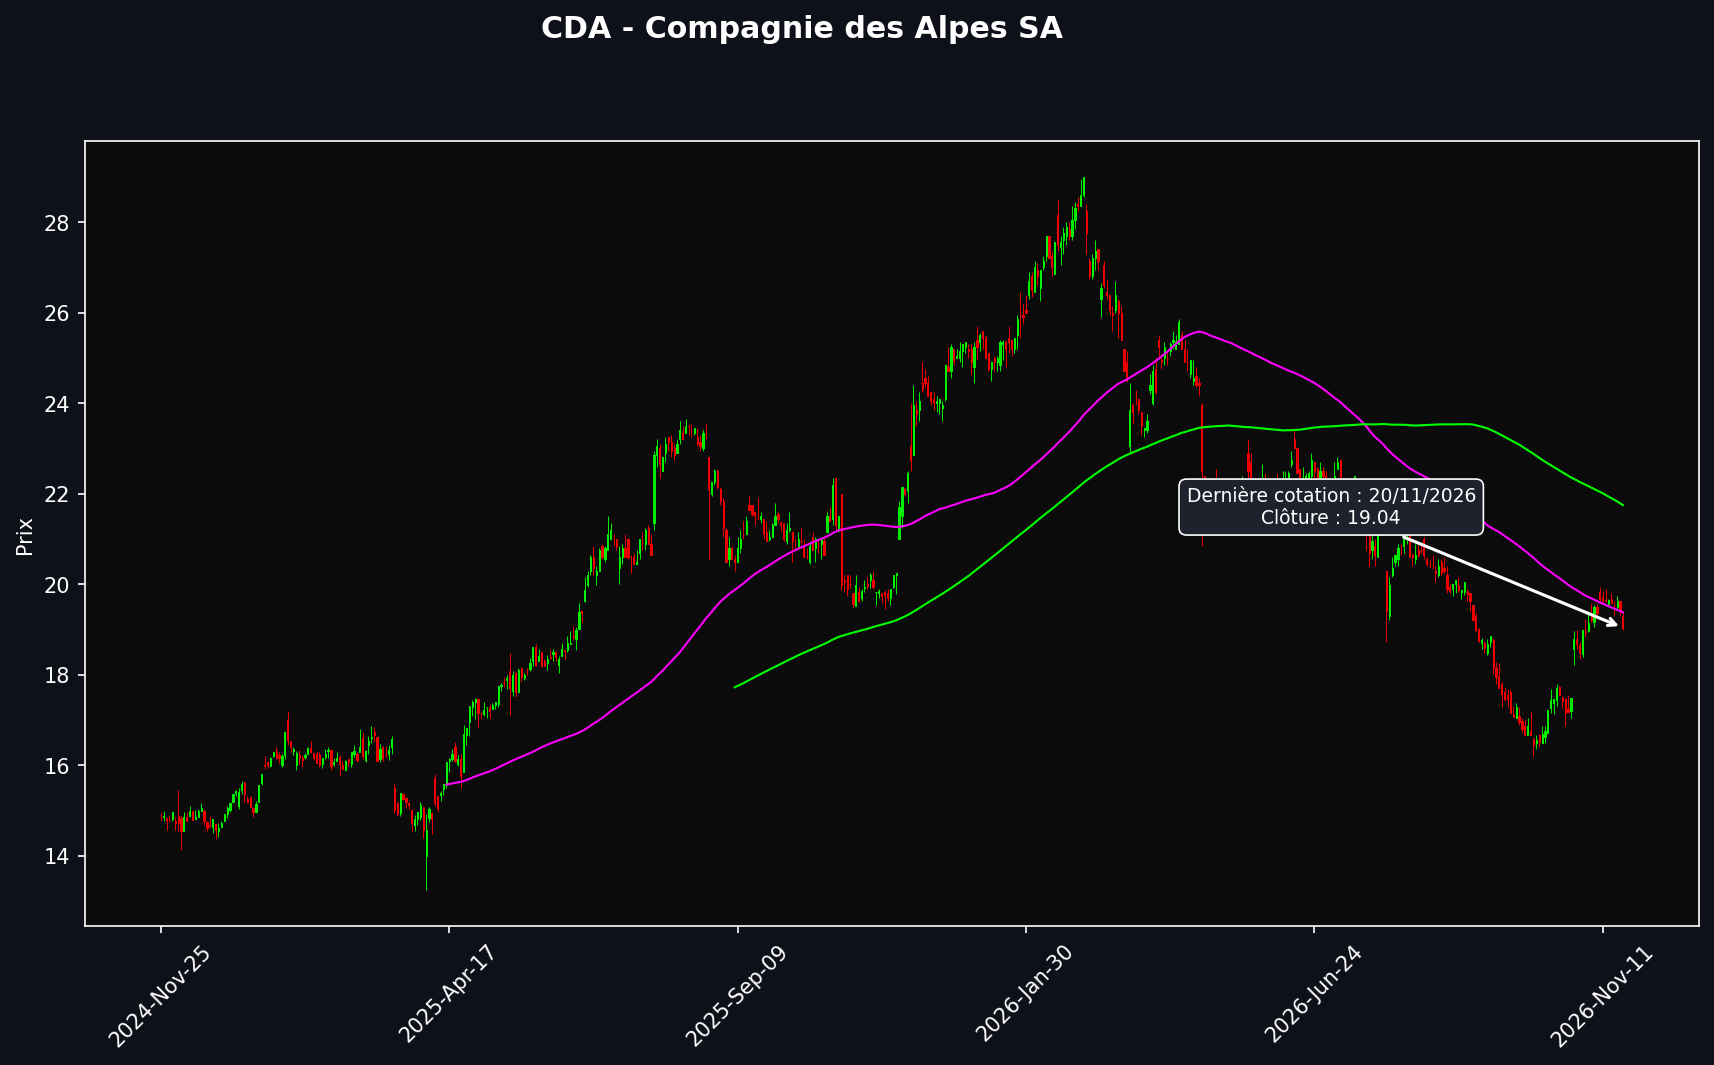 CDA - Compagnie des Alpes SA
Prix
28
26
24
22
20
18
16
14
Dernière cotation : 20/11/2026
Clôture : 19.04
2024-Nov-25
2025-Apr-17
2025-Sep-09
2026-Jan-30
2026-Jun-24
2026-Nov-11